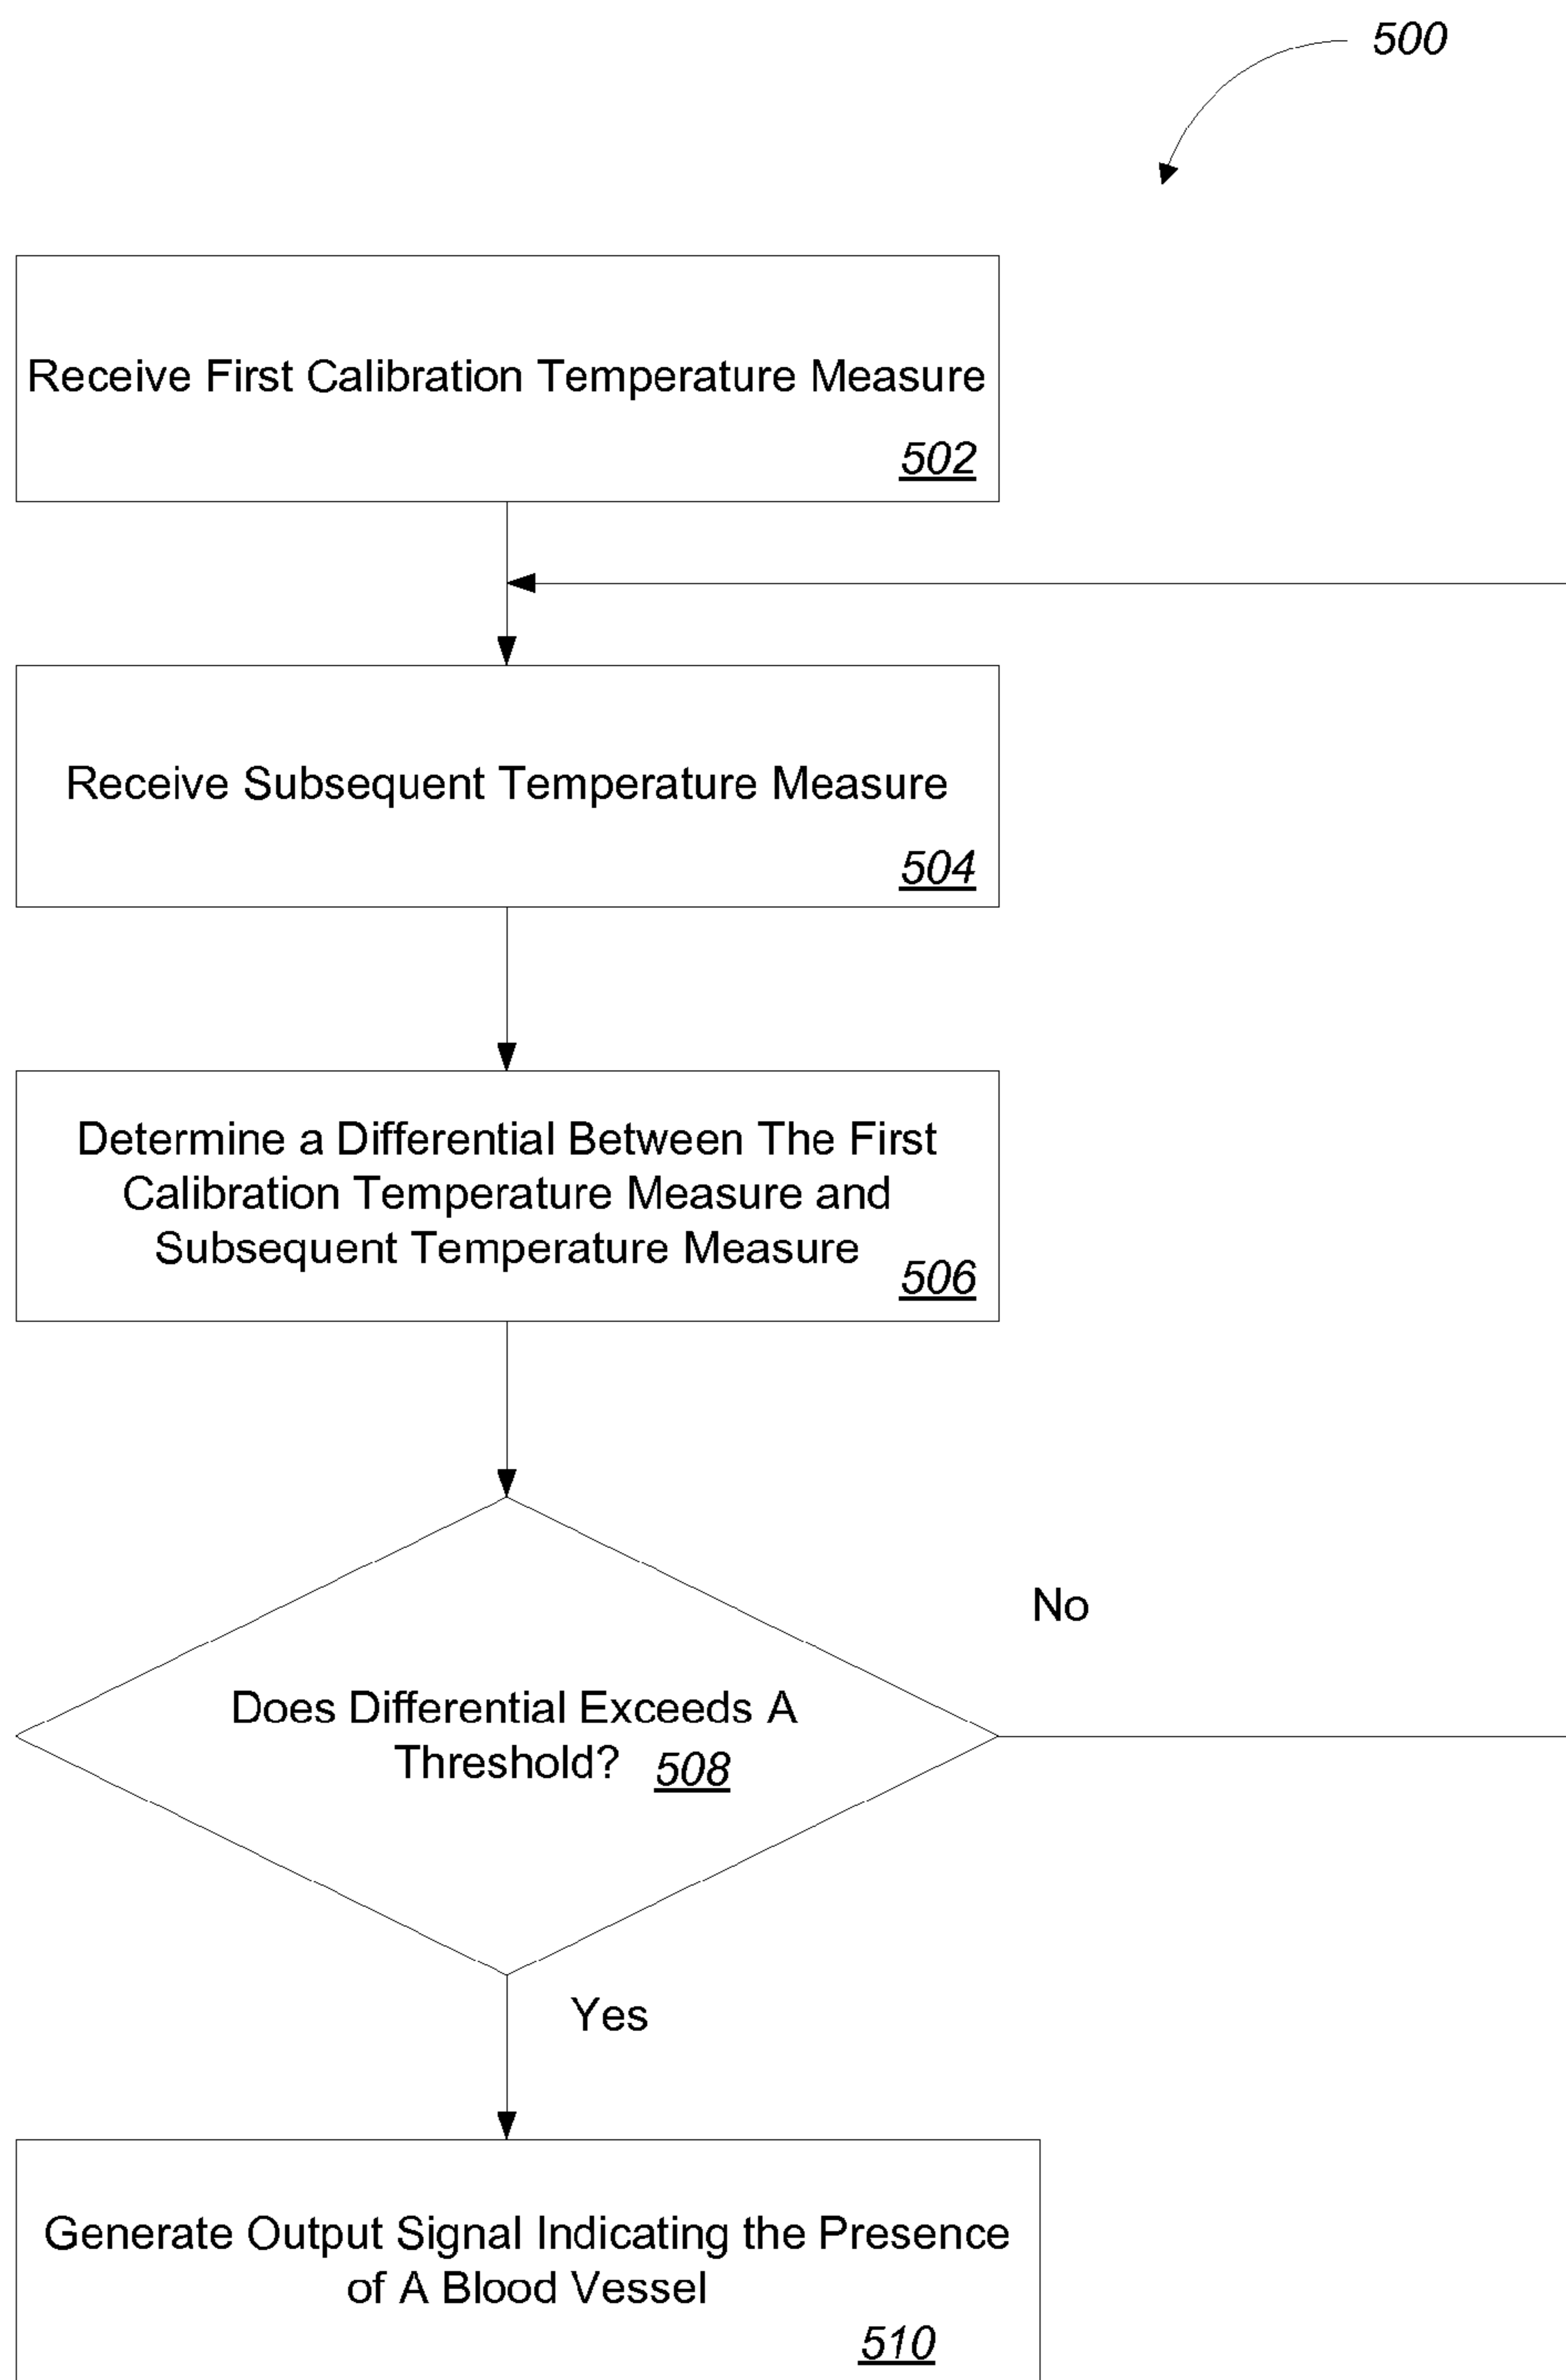 500
Receive First Calibration Temperature Measure
502
Receive Subsequent Temperature Measure
504
Determine a Differential Between The First
Calibration Temperature Measure and
Subsequent Temperature Measure
506
No
Does Differential Exceeds A
Threshold? 508
Yes
Generate Output Signal Indicating the Presence
of A Blood Vessel
510